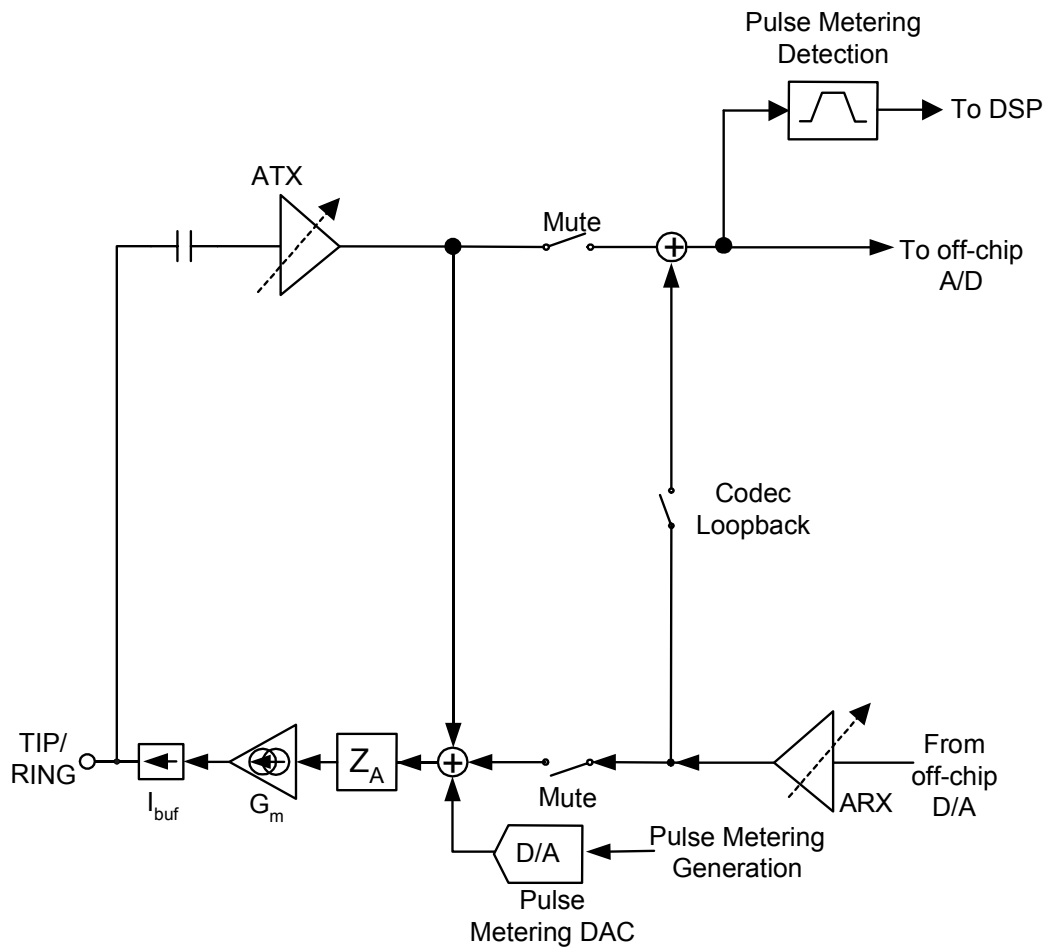 Pulse Metering
Detection
To DSP
ATX
Mute
To off-chip
A/D
Codec
Loopback
TIP/
RING
I_buf
G_m
Z_A
Mute
ARX
From
off-chip
D/A
D/A
Pulse Metering
Generation
Pulse
Metering DAC